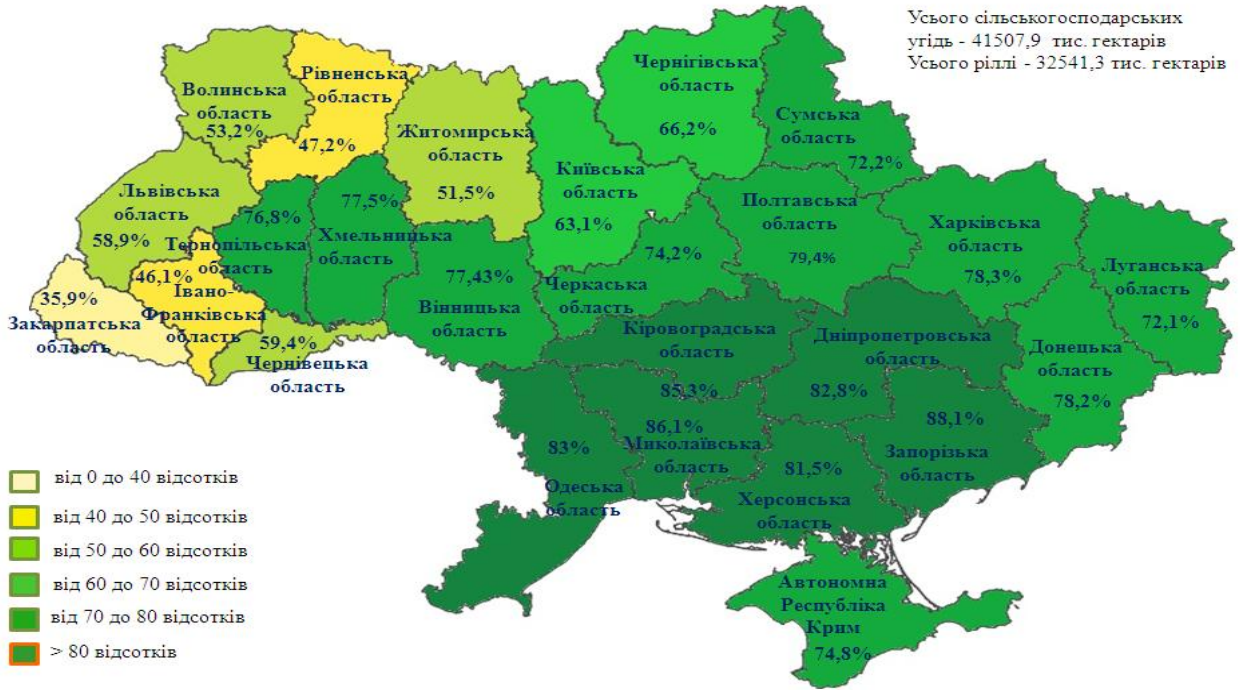 Усього сільськогосподарських
угідь - 41507,9 тис. гектарів
Усього ріллі - 32541,3 тис. гектарів
Волинська
область
53,2%
Рівненська
область
47,2%
Житомирська
область
51,5%
Київська
область
63,1%
Чернігівська
область
66,2%
Сумська
область
72,2%
Львівська
область
58,9%
76,8%
Тернопільська
область
77,5%
Хмельницька
область
77,43%
Вінницька
область
74,2%
Черкаська
область
Полтавська
область
79,4%
Харківська
область
78,3%
Луганська
область
72,1%
35,9%
Закарпатська
область
46,1%
Івано-
Франківська
область
59,4%
Чернівецька
область
Кіровоградська
область
85,3%
Дніпропетровська
область
82,8%
Донецька
область
78,2%
83%
Одеська
область
86,1%
Миколаївська
область
81,5%
Херсонська
область
88,1%
Запорізька
область
Автономна
Республіка
Крим
74,8%
від 0 до 40 відсотків
від 40 до 50 відсотків
від 50 до 60 відсотків
від 60 до 70 відсотків
від 70 до 80 відсотків
> 80 відсотків